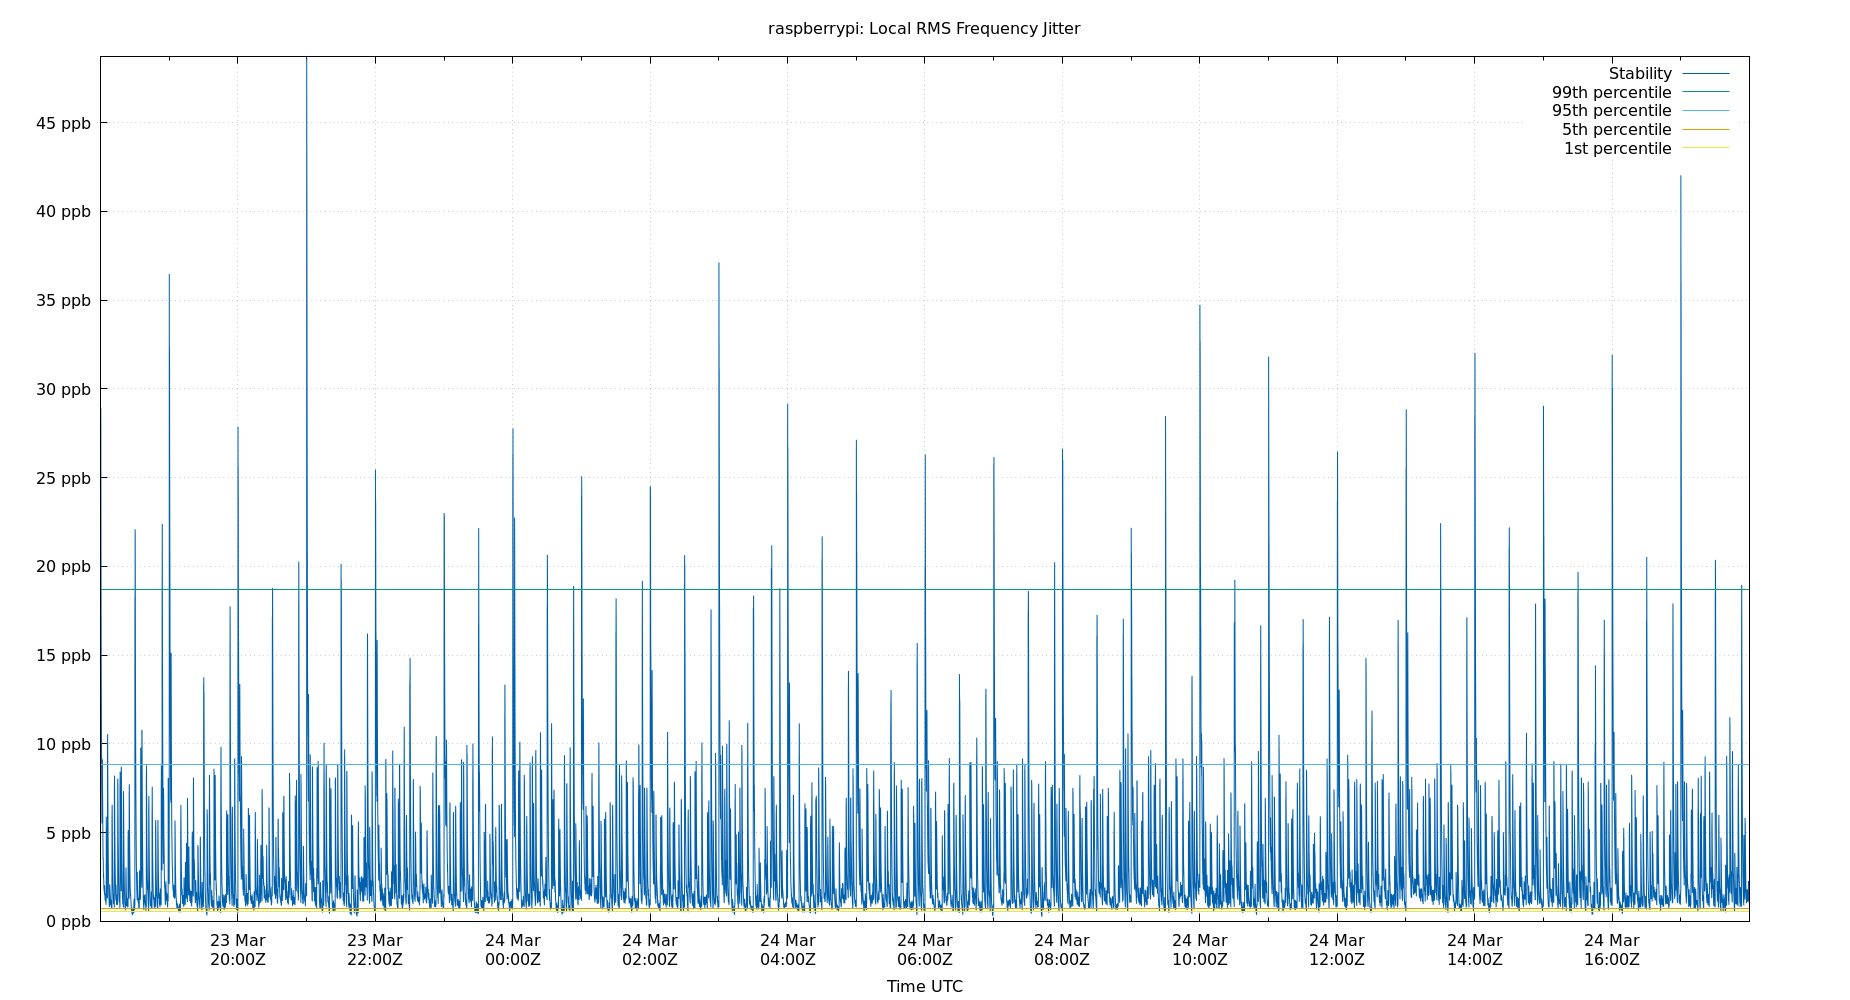 raspberrypi: Local RMS Frequency Jitter
Stability
99th percentile
95th percentile
5th percentile
1st percentile
45 ppb
40 ppb
35 ppb
30 ppb
25 ppb
20 ppb
15 ppb
10 ppb
5 ppb
0 ppb
23 Mar 23 Mar 24 Mar 24 Mar 24 Mar 24 Mar 24 Mar 24 Mar 24 Mar 24 Mar 24 Mar
20:00Z 22:00Z 00:00Z 02:00Z 04:00Z 06:00Z 08:00Z 10:00Z 12:00Z 14:00Z 16:00Z
Time UTC